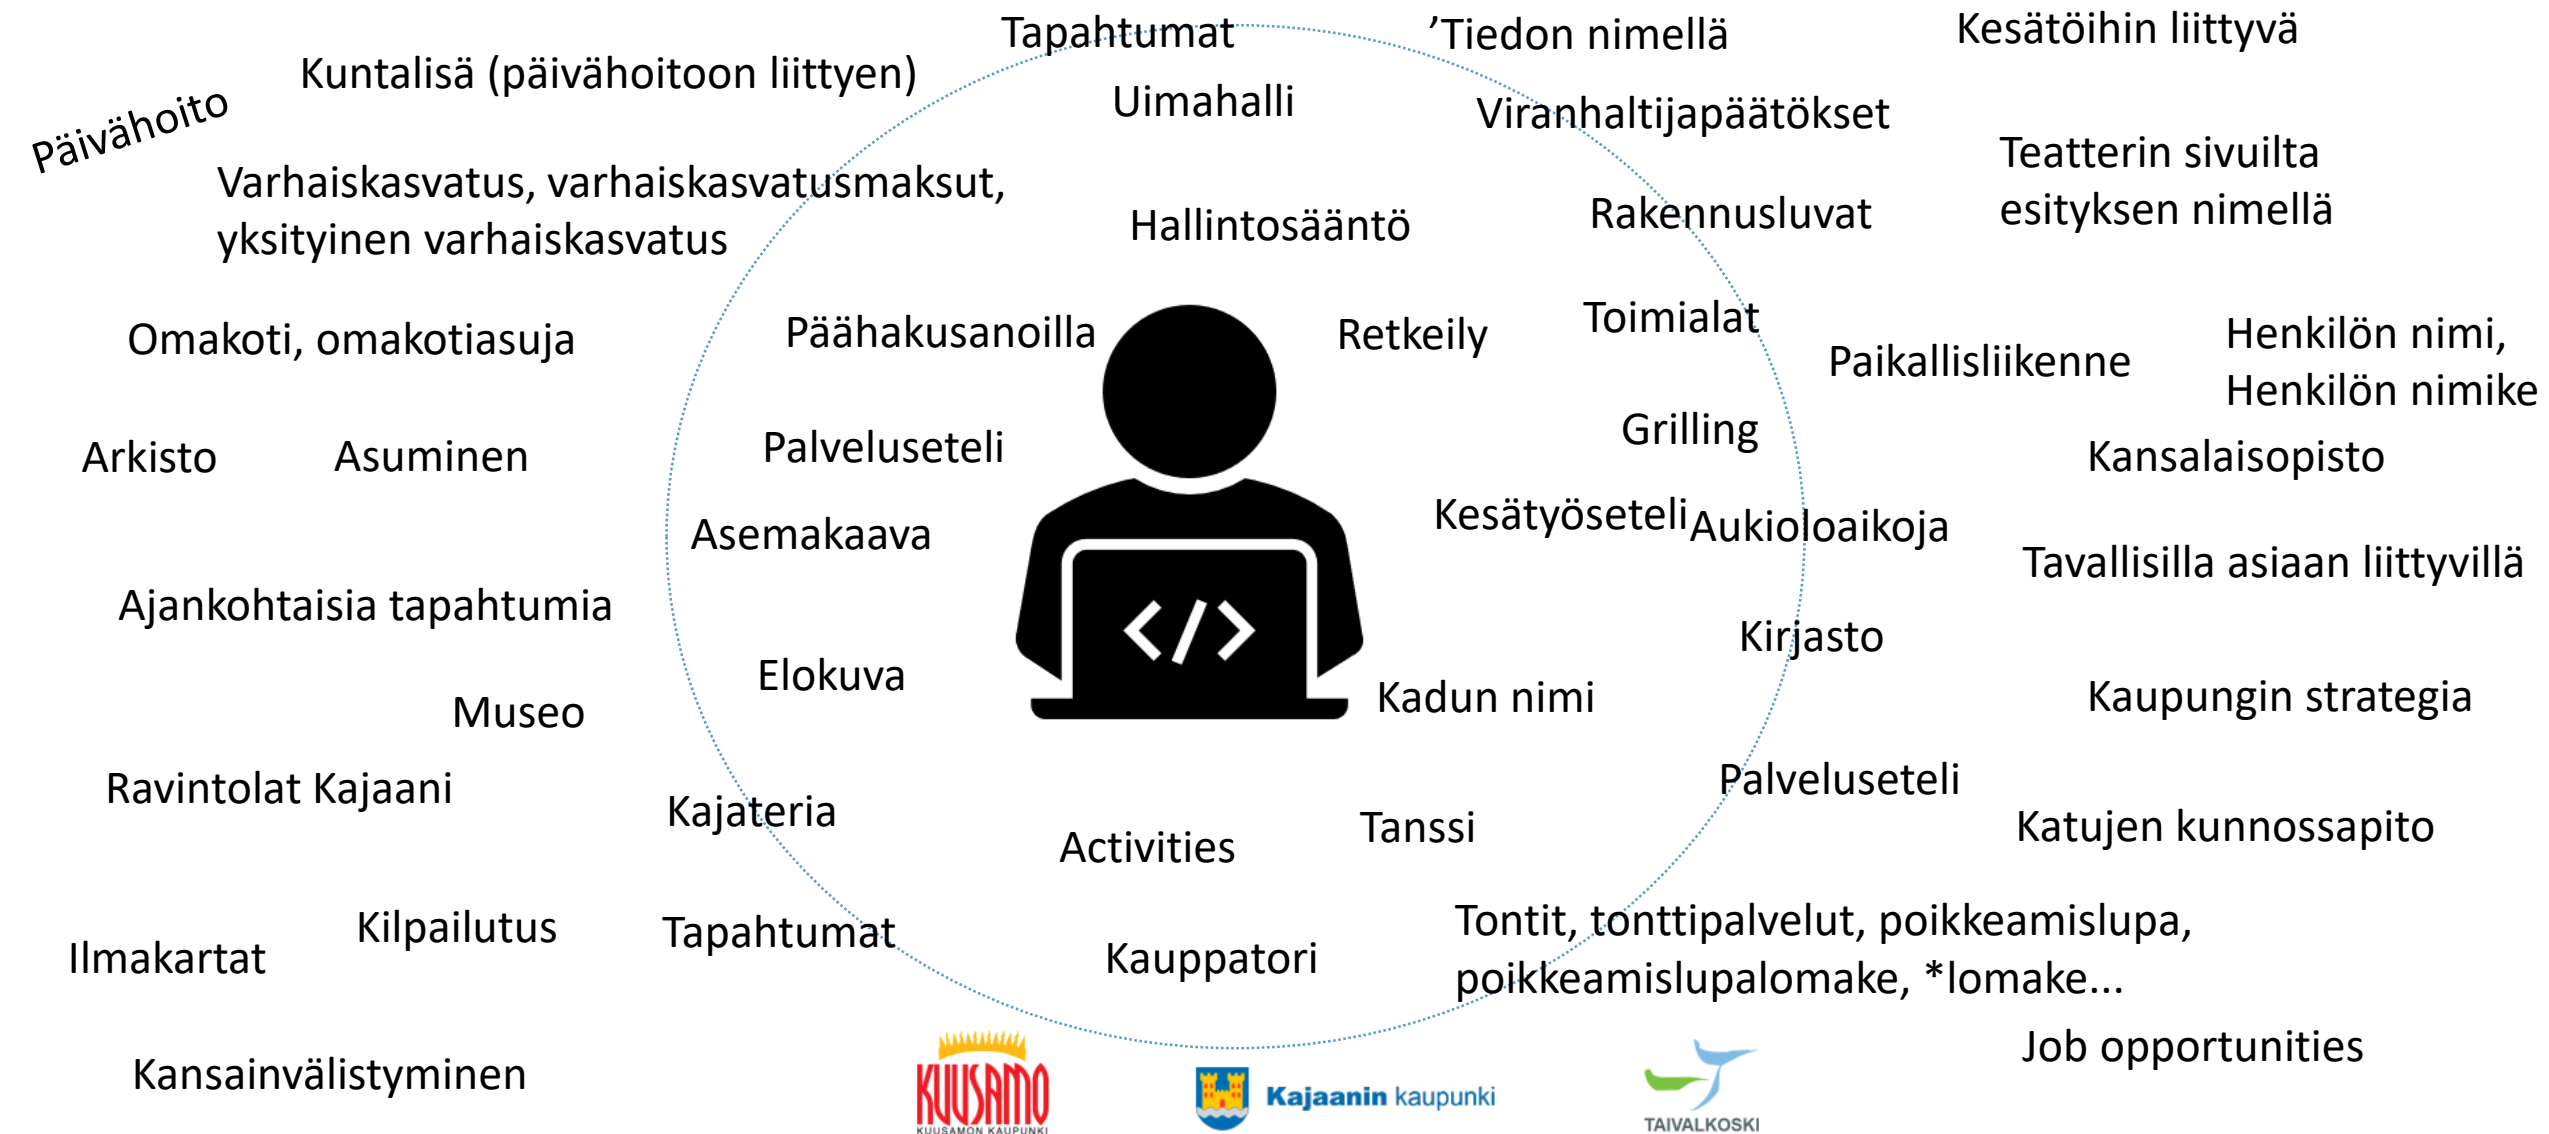 Tapahtumat
'Tiedon nimellä
Kesätöihin liittyvä
Kuntalisä (päivähoitoon liittyen)
Uimahalli
Viranhaltijapäätökset
Päivähoito
Teatterin sivuilta
esityksen nimellä
Varhaiskasvatus, varhaiskasvatusmaksut,
yksityinen varhaiskasvatus
Hallintosääntö
Rakennusluvat
Omakoti, omakotiasuja
Päähakusanoilla
Retkeily
Toimialat
Paikallisliikenne
Henkilön nimi,
Henkilön nimike
Arkisto
Asuminen
Palveluseteli
Grilling
Kansalaisopisto
Asemakaava
</>
Kesätyöseteli
Aukioloaikoja
Tavallisilla asiaan liittyvillä
Ajankohtaisia tapahtumia
Elokuva
Kirjasto
Museo
Kadun nimi
Kaupungin strategia
Ravintolat Kajaani
Kajateria
Activities
Tanssi
Palveluseteli
Katujen kunnossapito
Ilmakartat
Kilpailutus
Tapahtumat
Kauppatori
Tontit, tonttipalvelut, poikkeamislupa,
poikkeamislupalomake, *lomake...
Kansainvälistyminen
Job opportunities
KUUSAMO
KUUSAMON KAUPUNKI
Kajaanin kaupunki
TAIVALKOSKI